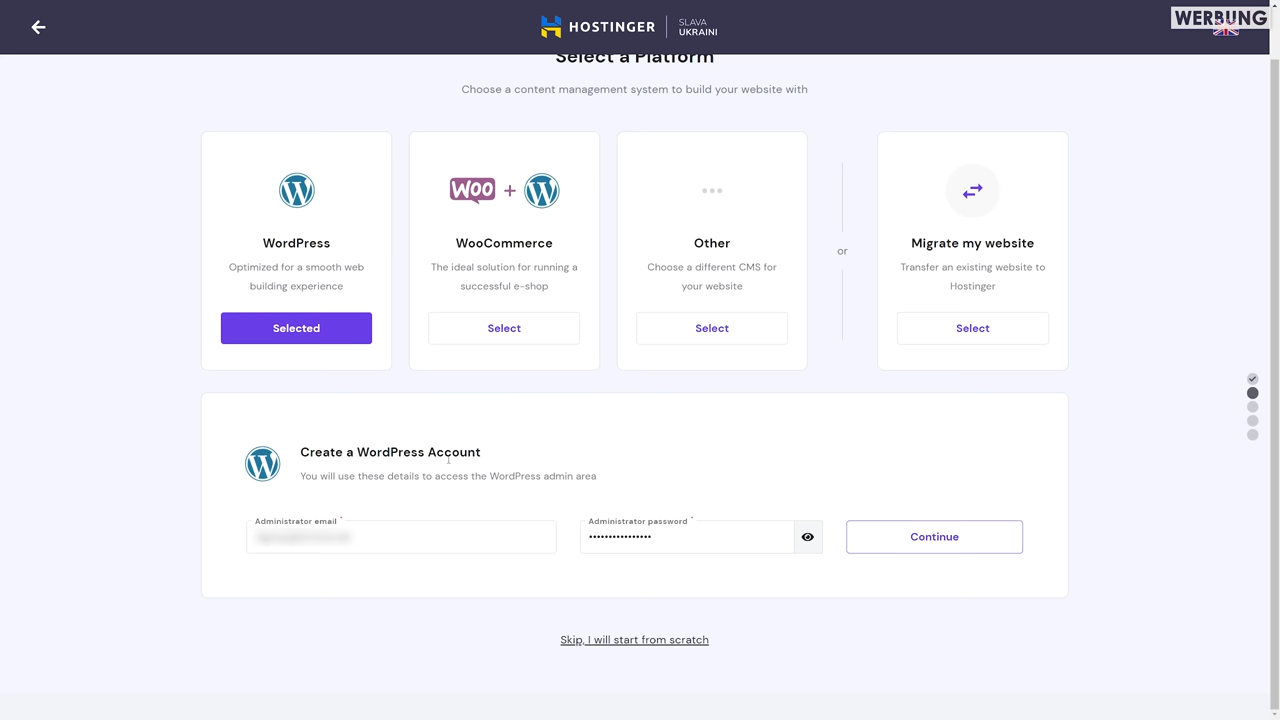 HOSTINGER
SLAVA
UKRAINI
WERBUNG
Select a Platform
Choose a content management system to build your website with
WordPress
Optimized for a smooth web
building experience
Selected
WOO +
WooCommerce
The ideal solution for running a
successful e-shop
Select
Other
Choose a different CMS for
your website
Select
or
Migrate my website
Transfer an existing website to
Hostinger
Select
Create a WordPress Account
You will use these details to access the WordPress admin area
Administrator email *
Administrator password *
••••••••••••••••
Continue
Skip, I will start from scratch